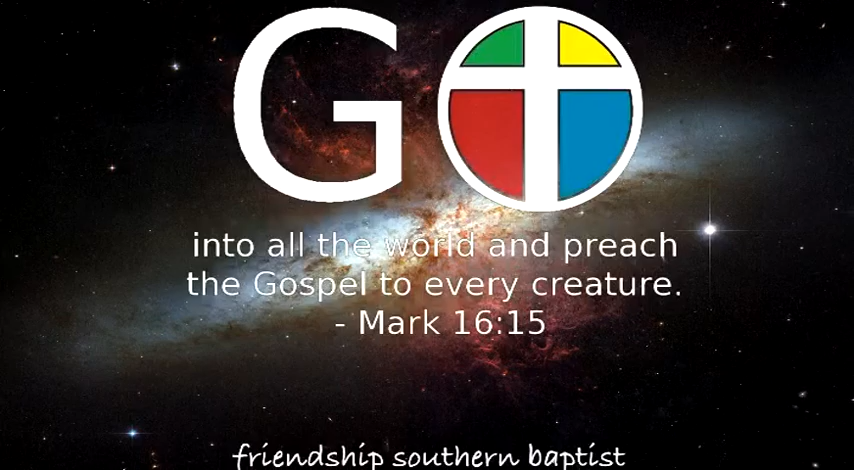 GO
into all the world and preach
the Gospel to every creature.
- Mark 16:15
friendship southern baptist